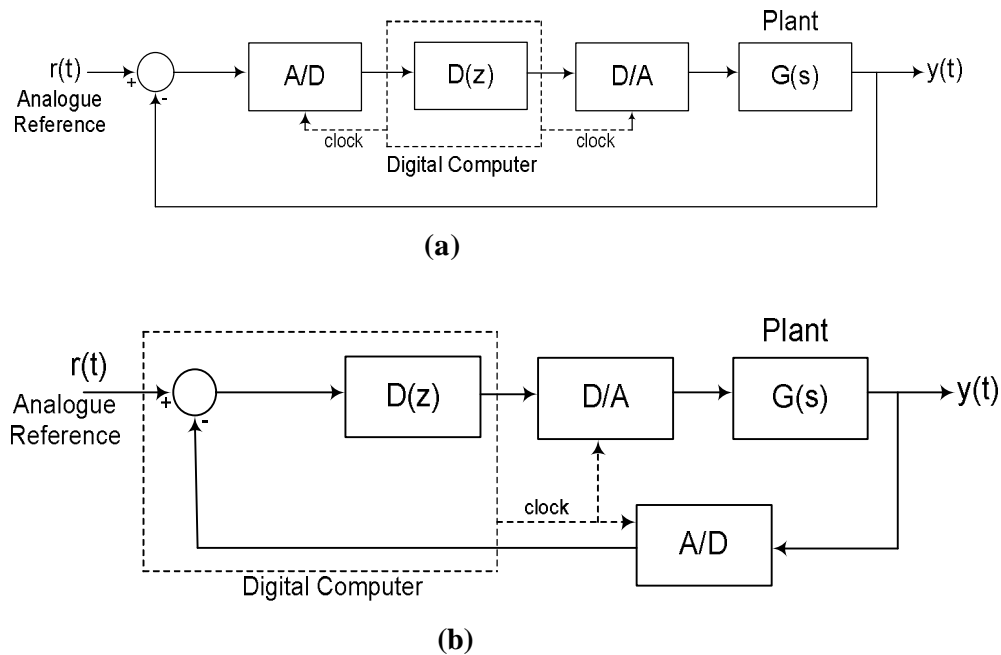 Plant
r(t)
Analogue
Reference
+
-
A/D
D(z)
D/A
G(s)
y(t)
clock
clock
Digital Computer
(a)
Plant
r(t)
Analogue
Reference
+
-
D(z)
D/A
G(s)
y(t)
clock
A/D
Digital Computer
(b)